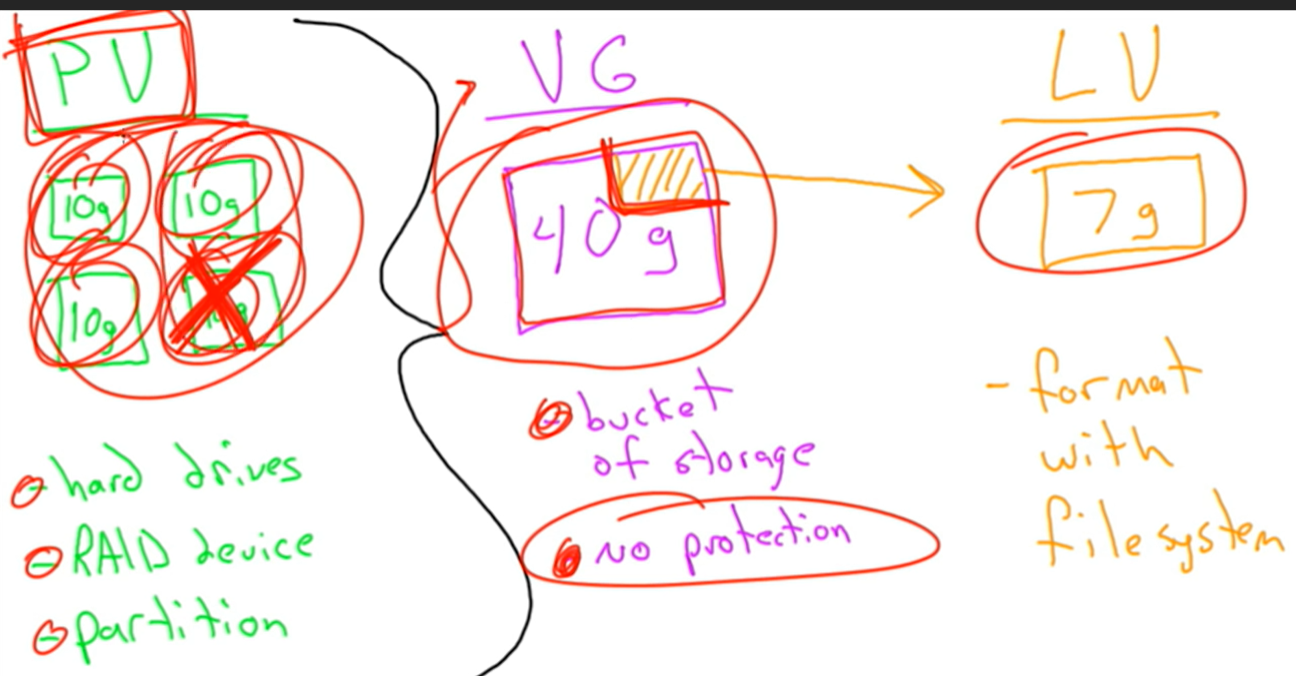 PV
10g
10g
10g
- hard drives
- RAID device
- partition
VG
40g
- bucket
of storage
- No protection
LV
7g
- format
with
filesystem